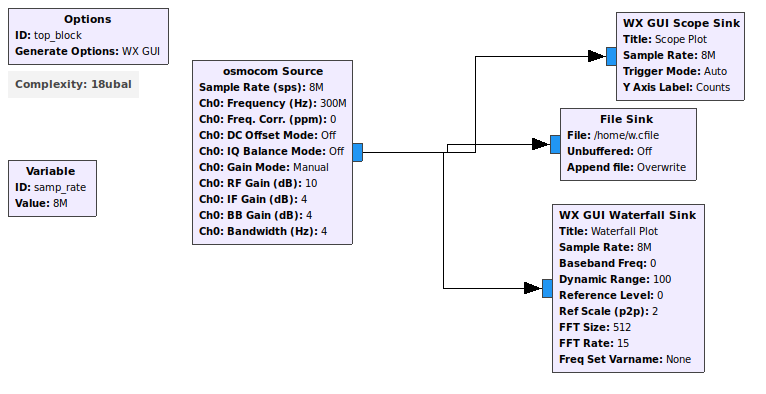 Options
ID: top_block
Generate Options: WX GUI
Complexity: 18ubal
Variable
ID: samp_rate
Value: 8M
osmocom Source
Sample Rate (sps): 8M
Ch0: Frequency (Hz): 300M
Ch0: Freq. Corr. (ppm): 0
Ch0: DC Offset Mode: Off
Ch0: IQ Balance Mode: Off
Ch0: Gain Mode: Manual
Ch0: RF Gain (dB): 10
Ch0: IF Gain (dB): 4
Ch0: BB Gain (dB): 4
Ch0: Bandwidth (Hz): 4
WX GUI Scope Sink
Title: Scope Plot
Sample Rate: 8M
Trigger Mode: Auto
Y Axis Label: Counts
File Sink
File: /home/w.cfile
Unbuffered: Off
Append file: Overwrite
WX GUI Waterfall Sink
Title: Waterfall Plot
Sample Rate: 8M
Baseband Freq: 0
Dynamic Range: 100
Reference Level: 0
Ref Scale (p2p): 2
FFT Size: 512
FFT Rate: 15
Freq Set Varname: None